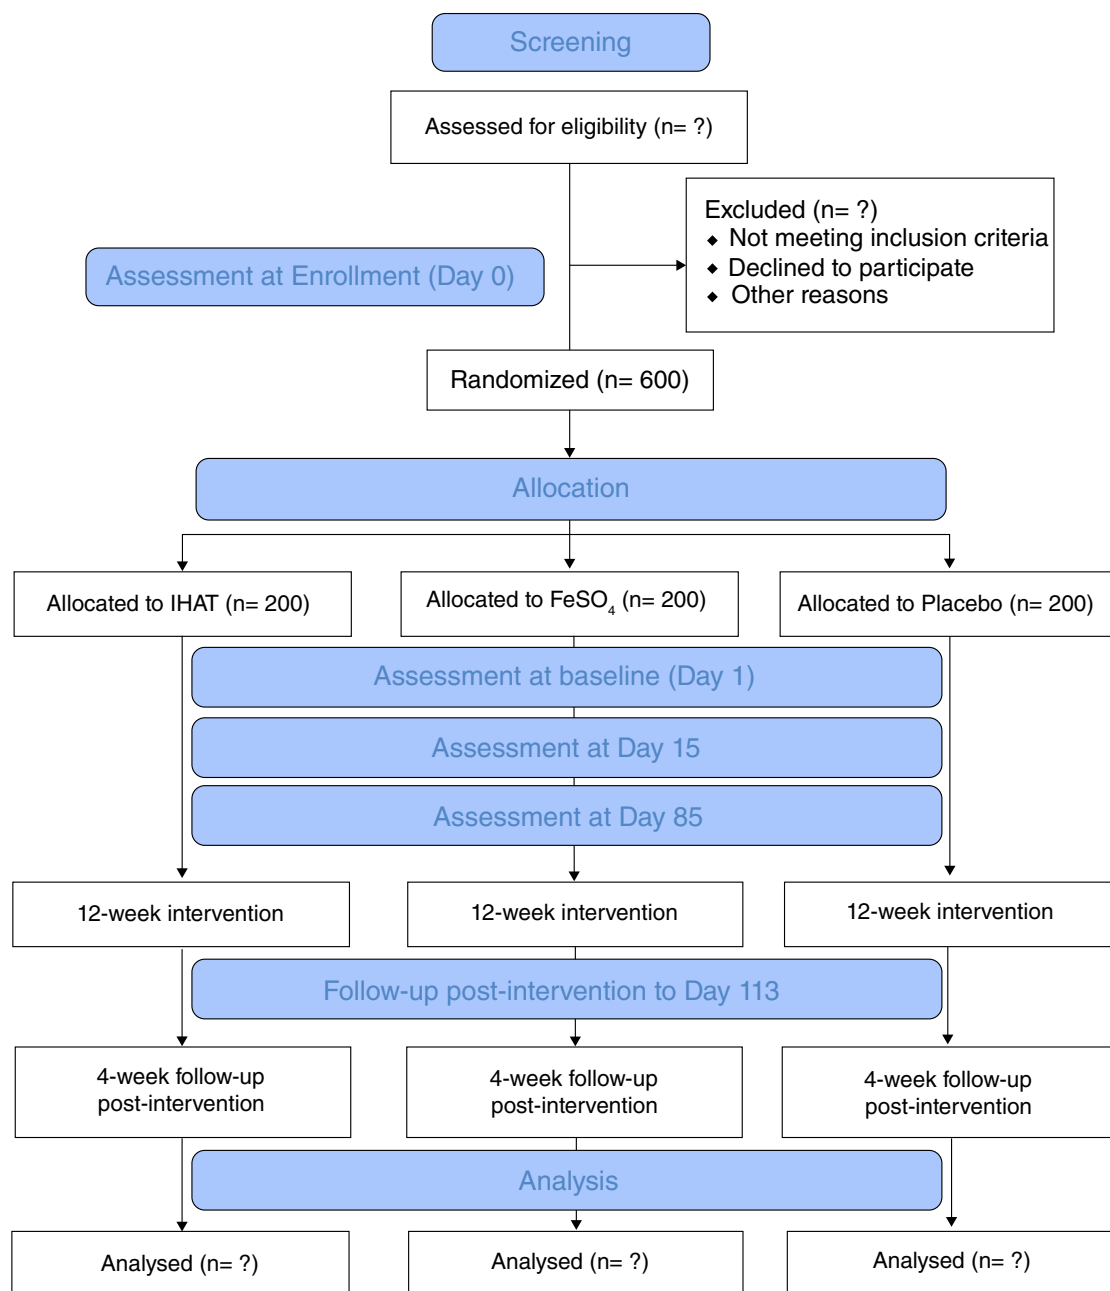 Screening
Assessed for eligibility (n= ?)
Excluded (n= ?)
◆ Not meeting inclusion criteria
◆ Declined to participate
◆ Other reasons
Assessment at Enrollment (Day 0)
Randomized (n= 600)
Allocation
Allocated to IHAT (n= 200)
Allocated to FeSO₄ (n= 200)
Allocated to Placebo (n= 200)
Assessment at baseline (Day 1)
Assessment at Day 15
Assessment at Day 85
12-week intervention
12-week intervention
12-week intervention
Follow-up post-intervention to Day 113
4-week follow-up
post-intervention
4-week follow-up
post-intervention
4-week follow-up
post-intervention
Analysis
Analysed (n= ?)
Analysed (n= ?)
Analysed (n= ?)